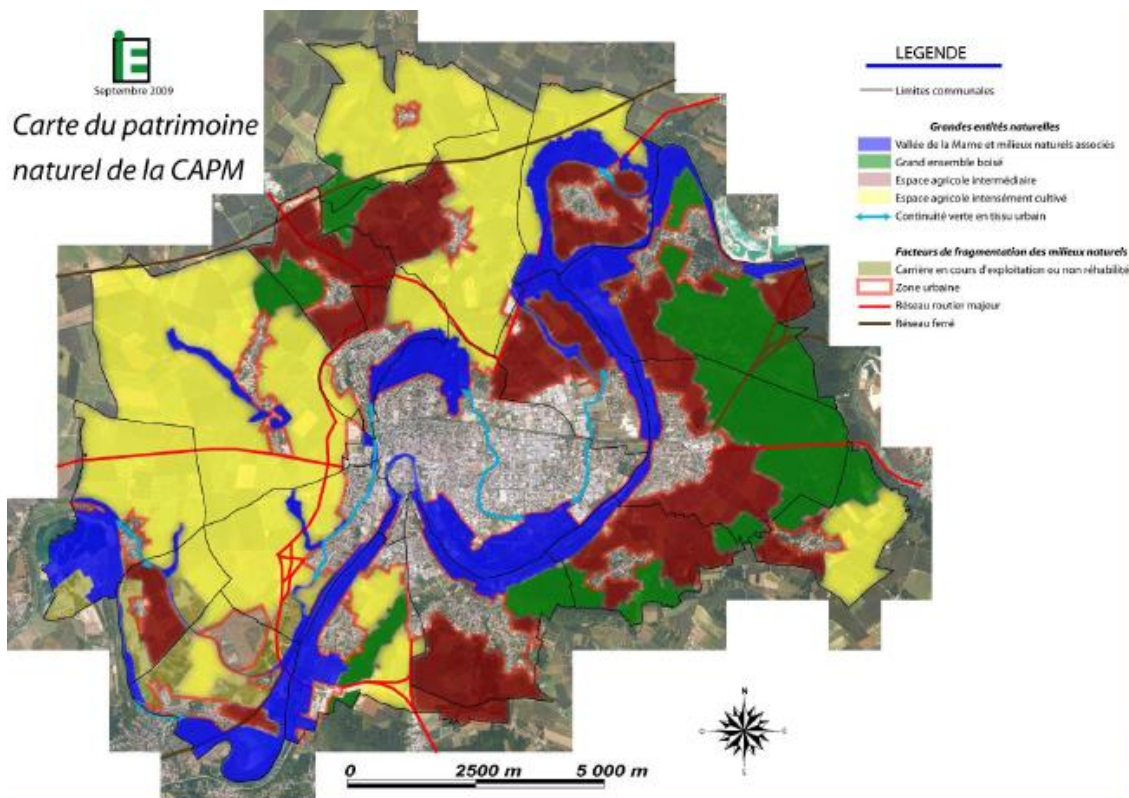 iE
Septembre 2009
Carte du patrimoine
naturel de la CAPM
LEGENDE
Limites communales
Grandes entités naturelles
Vallée de la Marne et milieux naturels associés
Grand ensemble boisé
Espace agricole intermédiaire
Espace agricole intensément cultivé
Continuité verte en tissu urbain
Facteurs de fragmentation des milieux naturels
Carrière en cours d'exploitation ou non réhabilité
Zone urbaine
Réseau routier majeur
Réseau ferré
N
O
E
S
0 2500 m 5 000 m